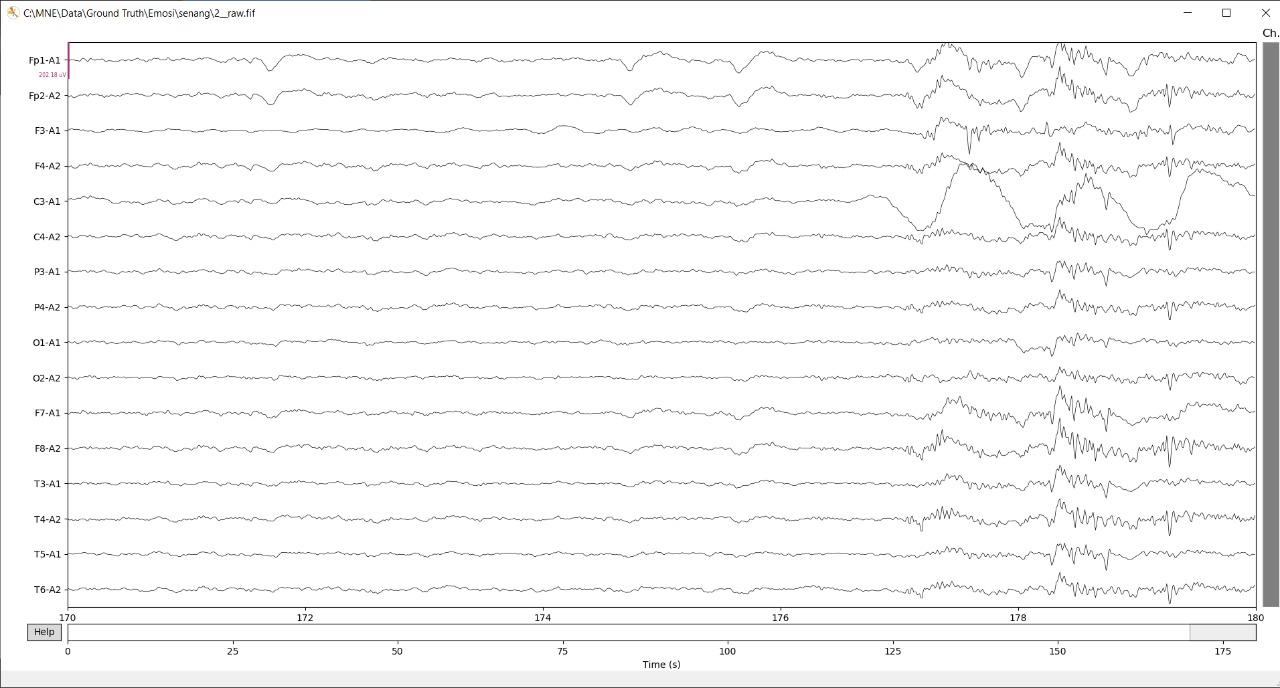 C:\MNE\Data\Ground Truth\Emosi\senang\2__raw.fif
Ch.
Fp1-A1
202.18 uV
Fp2-A2
F3-A1
F4-A2
C3-A1
C4-A2
P3-A1
P4-A2
O1-A1
O2-A2
F7-A1
F8-A2
T3-A1
T4-A2
T5-A1
T6-A2
170 172 174 176 178 180
Help
0 25 50 75 100 125 150 175
Time (s)